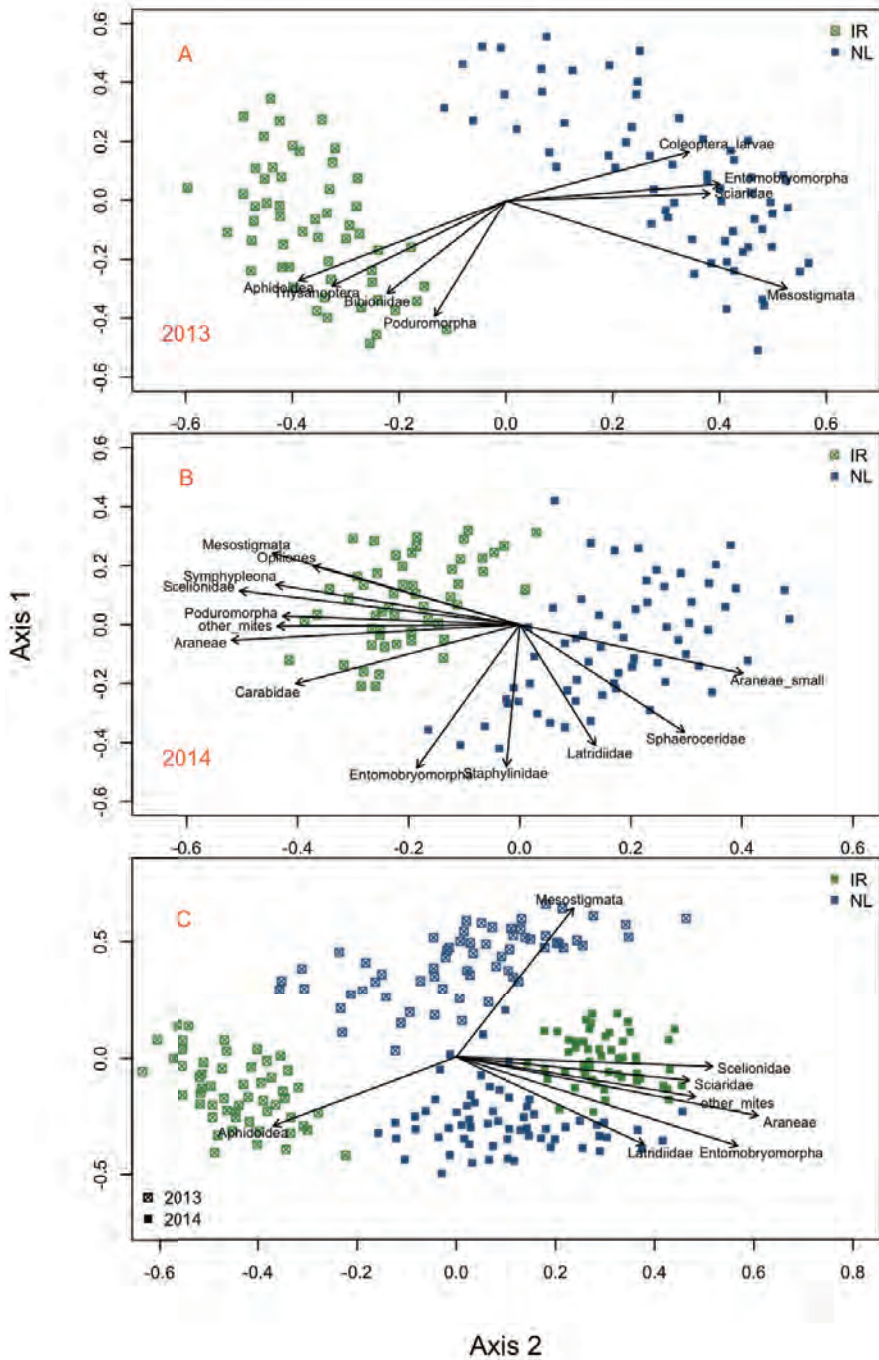 A
IR
NL
Coleoptera_larvae
Entomobryomorpha
Sciaridae
Mesostigmata
Aphidoidea
Thysanoptera
Bibionidae
Poduromorpha
2013
0.6
0.4
0.2
0.0
-0.2
-0.4
-0.6
-0.6
-0.4
-0.2
0.0
0.2
0.4
0.6
B
IR
NL
Mesostigmata
Opiliones
Symphypleona
Scelionidae
Poduromorpha
other_mites
Araneae
Carabidae
Entomobryomorpha
Staphylinidae
Latridiidae
Sphaeroceridae
Araneae_small
2014
0.6
0.4
0.2
0.0
-0.2
-0.4
-0.6
-0.6
-0.4
-0.2
0.0
0.2
0.4
0.6
Axis 1
C
IR
NL
Mesostigmata
Scelionidae
Sciaridae
other_mites
Araneae
Latridiidae
Entomobryomorpha
Aphidoidea
2013
2014
0.5
0.0
-0.5
-0.6
-0.4
-0.2
0.0
0.2
0.4
0.6
0.8
Axis 2